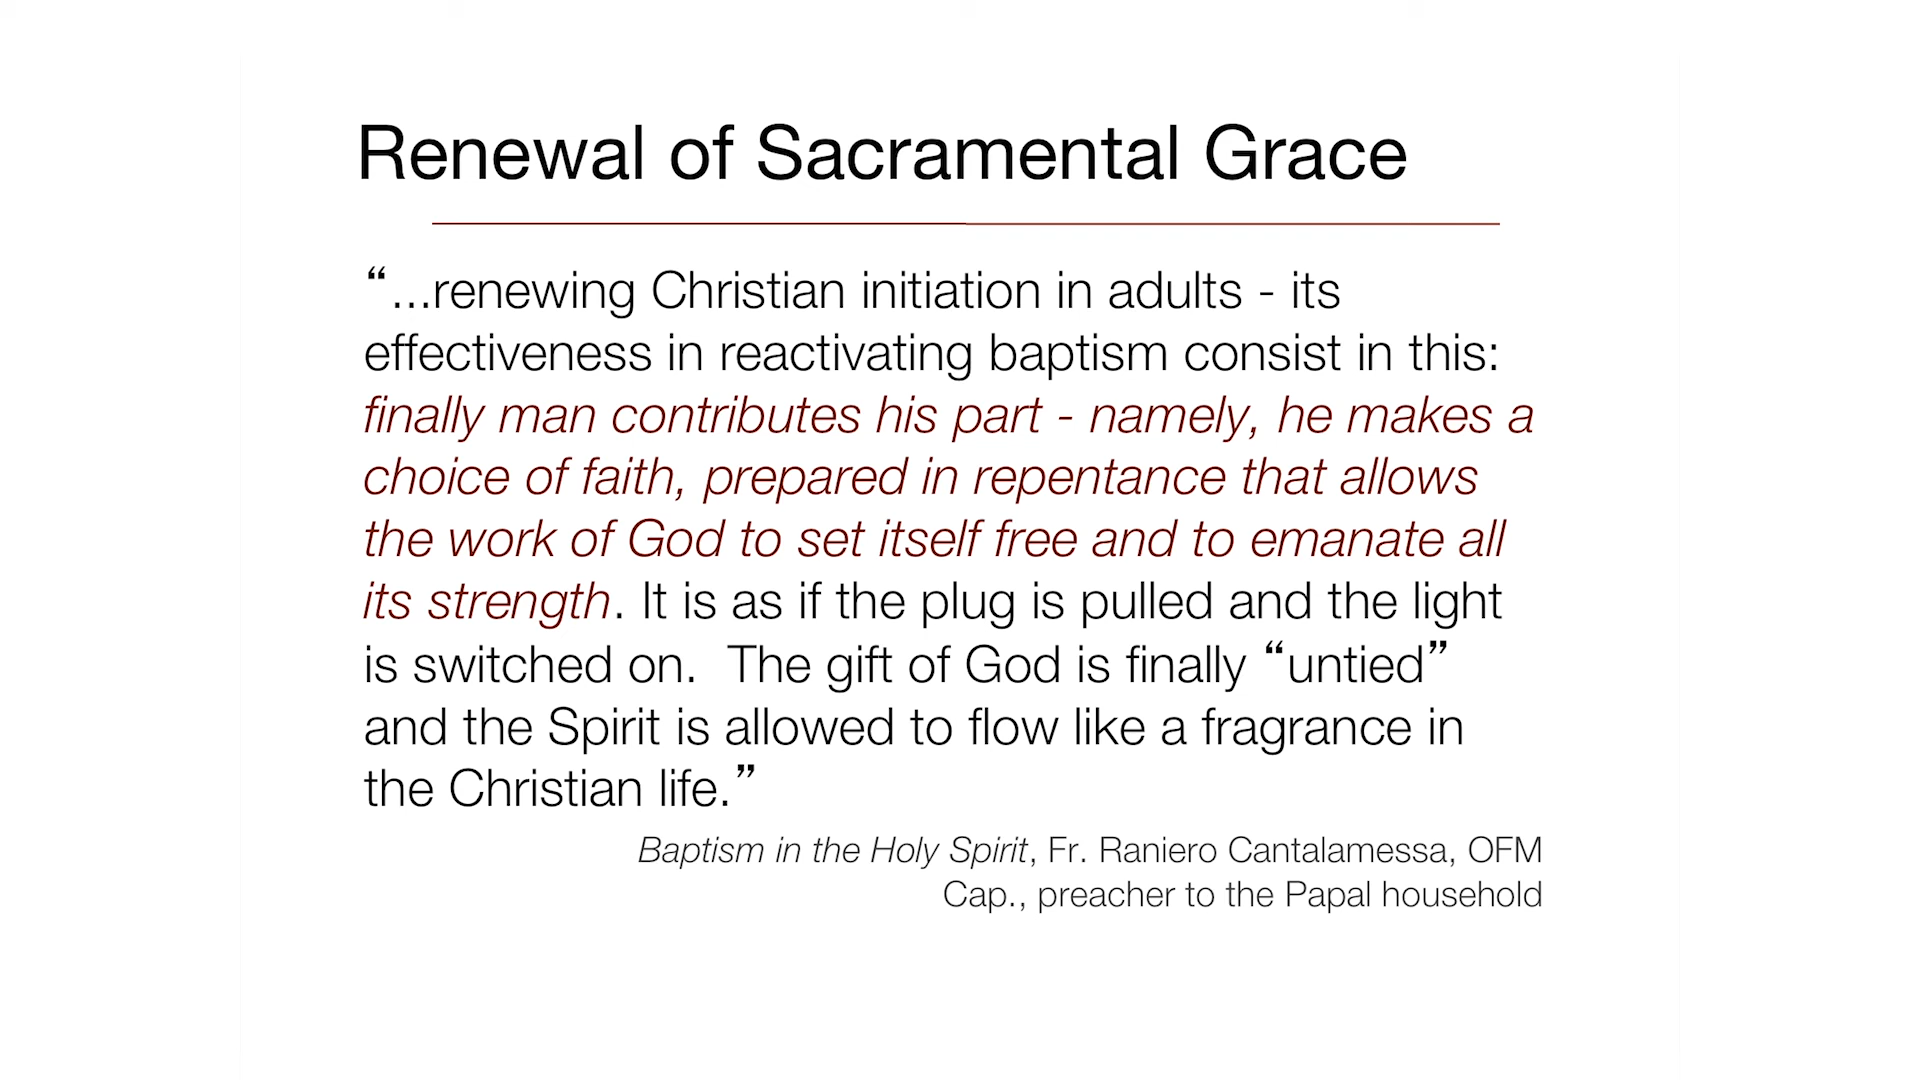 Renewal of Sacramental Grace
“...renewing Christian initiation in adults - its
effectiveness in reactivating baptism consist in this:
finally man contributes his part - namely, he makes a
choice of faith, prepared in repentance that allows
the work of God to set itself free and to emanate all
its strength. It is as if the plug is pulled and the light
is switched on.  The gift of God is finally “untied”
and the Spirit is allowed to flow like a fragrance in
the Christian life.”
Baptism in the Holy Spirit, Fr. Raniero Cantalamessa, OFM
Cap., preacher to the Papal household